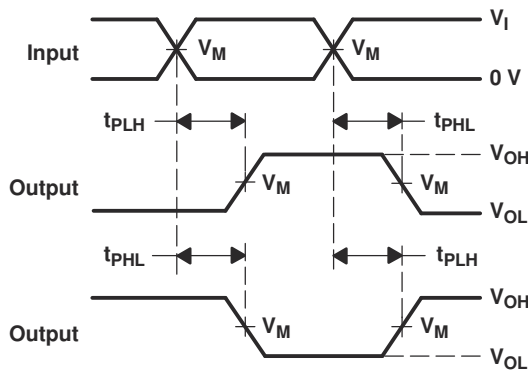 Input V_M V_M V_I
0 V
t_PLH t_PHL
V_OH
Output V_M V_M
V_OL
t_PHL t_PLH
V_OH
Output V_M V_M
V_OL